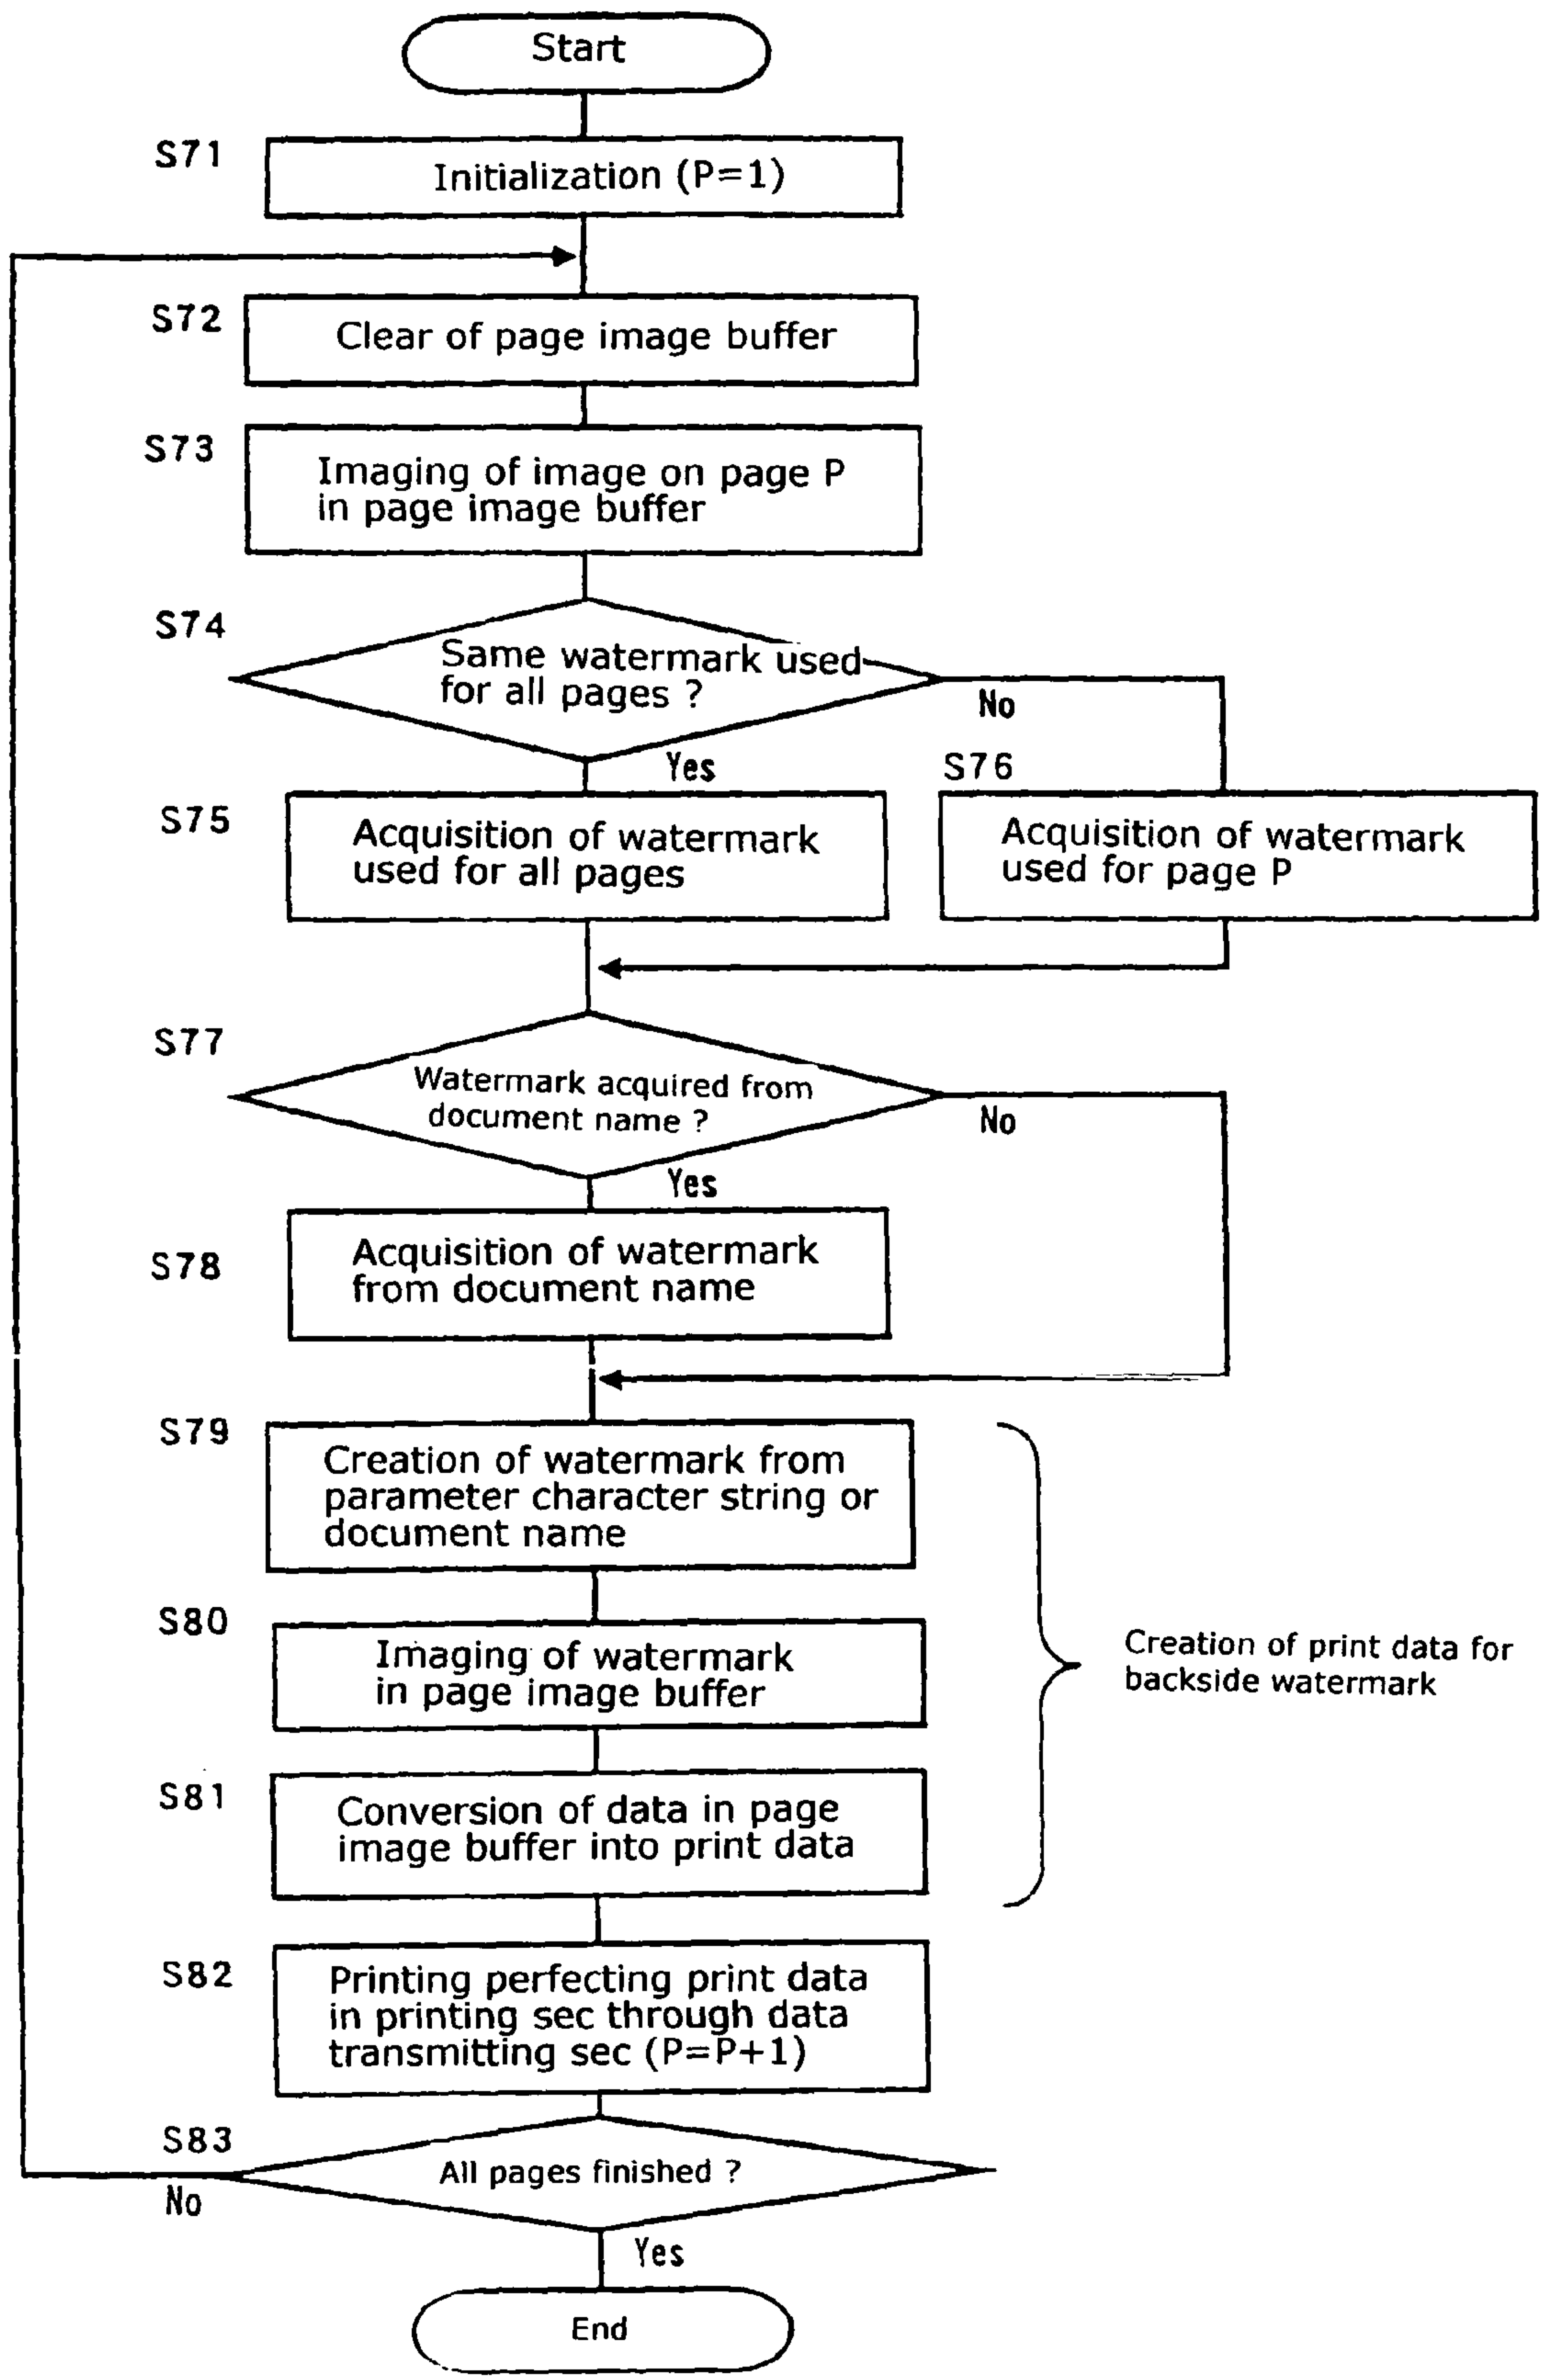 Start
S71
Initialization (P=1)
S72
Clear of page image buffer
S73
Imaging of image on page P
in page image buffer
S74
Same watermark used
for all pages ?
No
Yes
S76
S75
Acquisition of watermark
used for all pages
Acquisition of watermark
used for page P
S77
Watermark acquired from
document name ?
No
Yes
S78
Acquisition of watermark
from document name
S79
Creation of watermark from
parameter character string or
document name
S80
Imaging of watermark
in page image buffer
Creation of print data for
backside watermark
S81
Conversion of data in page
image buffer into print data
S82
Printing perfecting print data
in printing sec through data
transmitting sec (P=P+1)
S83
All pages finished ?
No
Yes
End